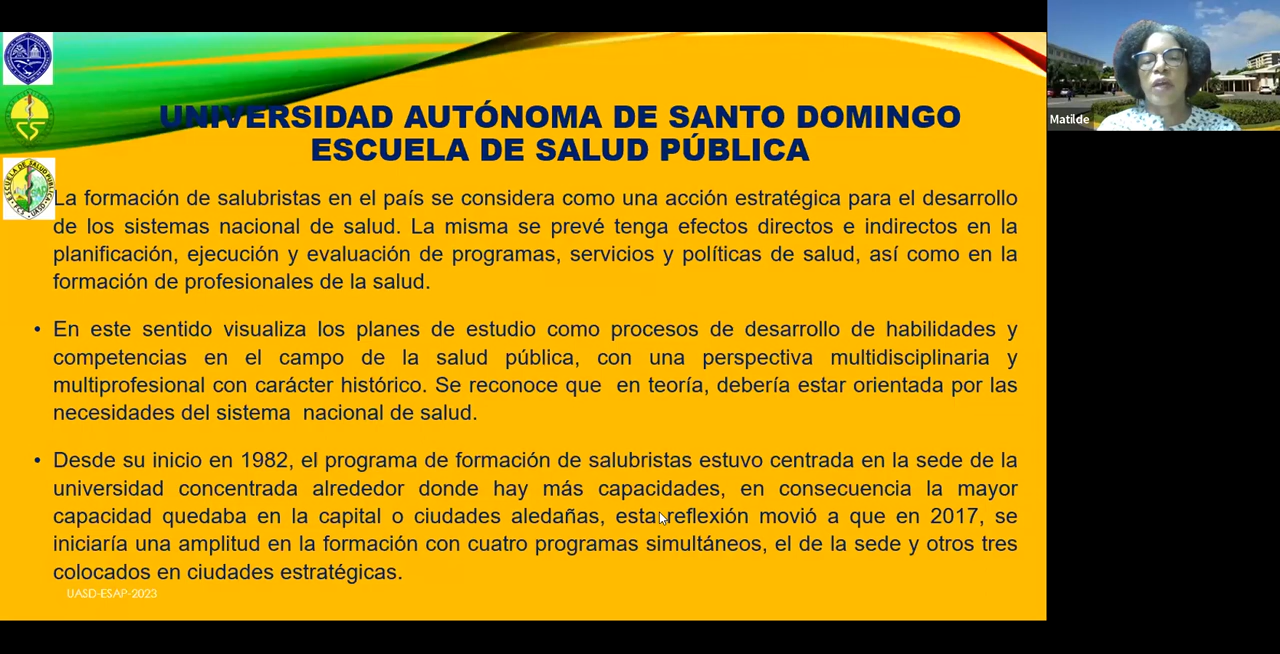 UNIVERSIDAD AUTÓNOMA DE SANTO DOMINGO
ESCUELA DE SALUD PÚBLICA
La formación de salubristas en el país se considera como una acción estratégica para el desarrollo
de los sistemas nacional de salud. La misma se prevé tenga efectos directos e indirectos en la
planificación, ejecución y evaluación de programas, servicios y políticas de salud, así como en la
formación de profesionales de la salud.
• En este sentido visualiza los planes de estudio como procesos de desarrollo de habilidades y
competencias en el campo de la salud pública, con una perspectiva multidisciplinaria y
multiprofesional con carácter histórico. Se reconoce que en teoría, debería estar orientada por las
necesidades del sistema nacional de salud.
• Desde su inicio en 1982, el programa de formación de salubristas estuvo centrada en la sede de la
universidad concentrada alrededor donde hay más capacidades, en consecuencia la mayor
capacidad quedaba en la capital o ciudades aledañas, esta reflexión movió a que en 2017, se
iniciaría una amplitud en la formación con cuatro programas simultáneos, el de la sede y otros tres
colocados en ciudades estratégicas.
UASD-ESAP-2023
Matilde